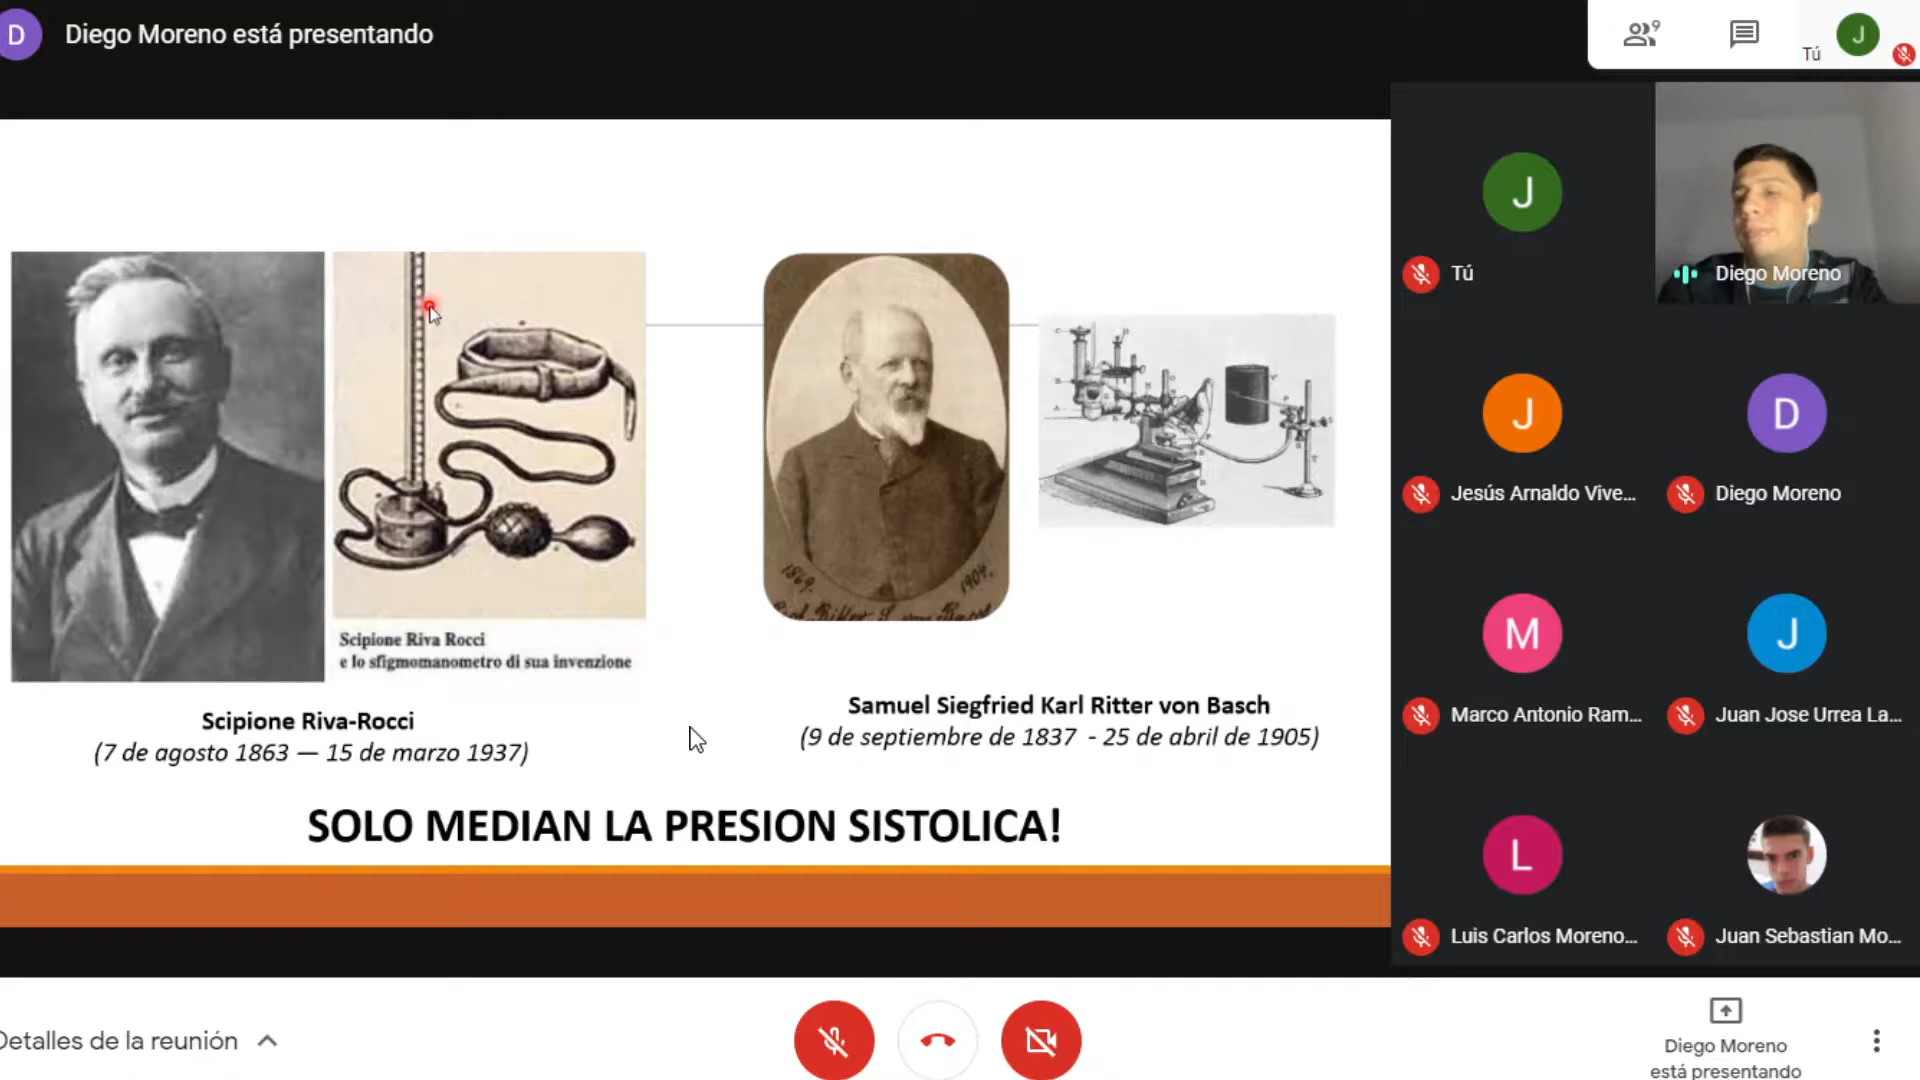 D
Diego Moreno está presentando
9
Tú
J
J
Tú
Diego Moreno
J
D
Jesús Arnaldo Vive...
Diego Moreno
M
J
Marco Antonio Ram...
Juan Jose Urrea La...
L
Luis Carlos Moreno...
Juan Sebastian Mo...
Scipione Riva Rocci
e lo sfigmomanometro di sua invenzione
1869.
1904.
Scipione Riva-Rocci
(7 de agosto 1863 — 15 de marzo 1937)
Samuel Siegfried Karl Ritter von Basch
(9 de septiembre de 1837 - 25 de abril de 1905)
SOLO MEDIAN LA PRESION SISTOLICA!
Detalles de la reunión
Diego Moreno
está presentando